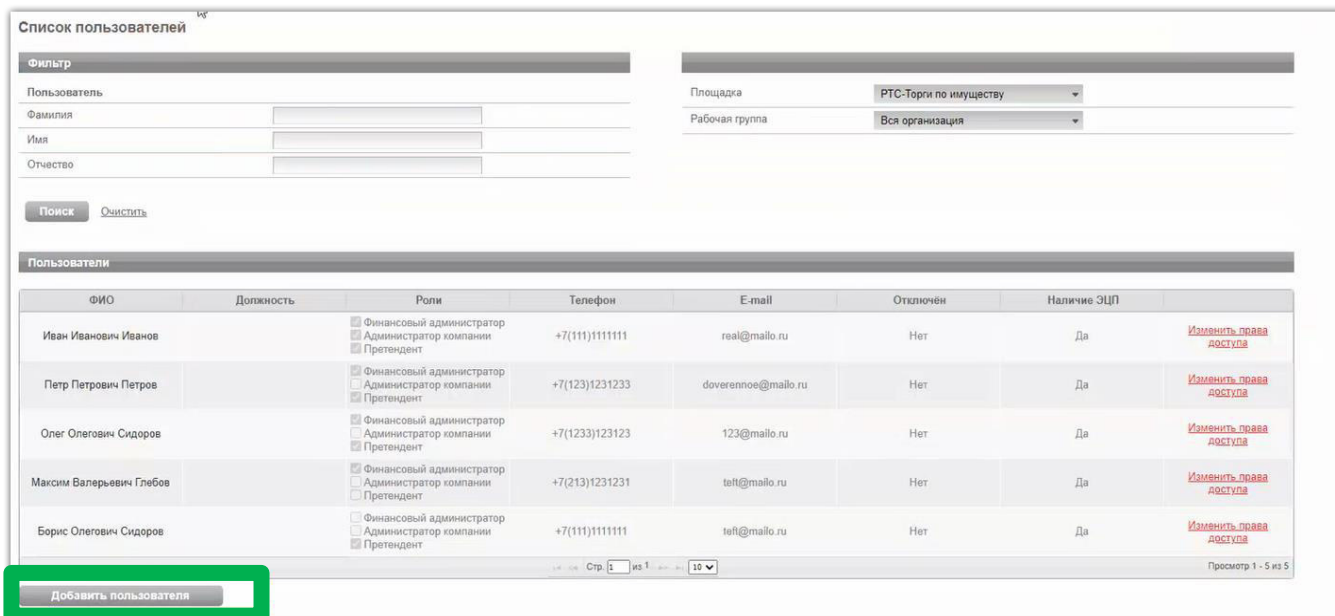 Список пользователей
Фильтр
Пользователь
Фамилия
Имя
Отчество
Площадка РТС-Торги по имуществу
Рабочая группа Вся организация
Поиск Очистить
Пользователи
ФИО Должность Роли Телефон E-mail Отключён Наличие ЭЦП
Иван Иванович Иванов Финансовый администратор +7(111)1111111 real@mailo.ru Нет Да Изменить права
Администратор компании доступа
Претендент
Петр Петрович Петров Финансовый администратор +7(123)1231233 doverennoe@mailo.ru Нет Да Изменить права
Администратор компании доступа
Претендент
Олег Олегович Сидоров Финансовый администратор +7(1233)123123 123@mailo.ru Нет Да Изменить права
Администратор компании доступа
Претендент
Максим Валерьевич Глебов Финансовый администратор +7(213)1231231 teft@mailo.ru Нет Да Изменить права
Администратор компании доступа
Претендент
Борис Олегович Сидоров Финансовый администратор +7(111)1111111 teft@mailo.ru Нет Да Изменить права
Администратор компании доступа
Претендент
Стр. 1 из 1 10 Просмотр 1 - 5 из 5
Добавить пользователя